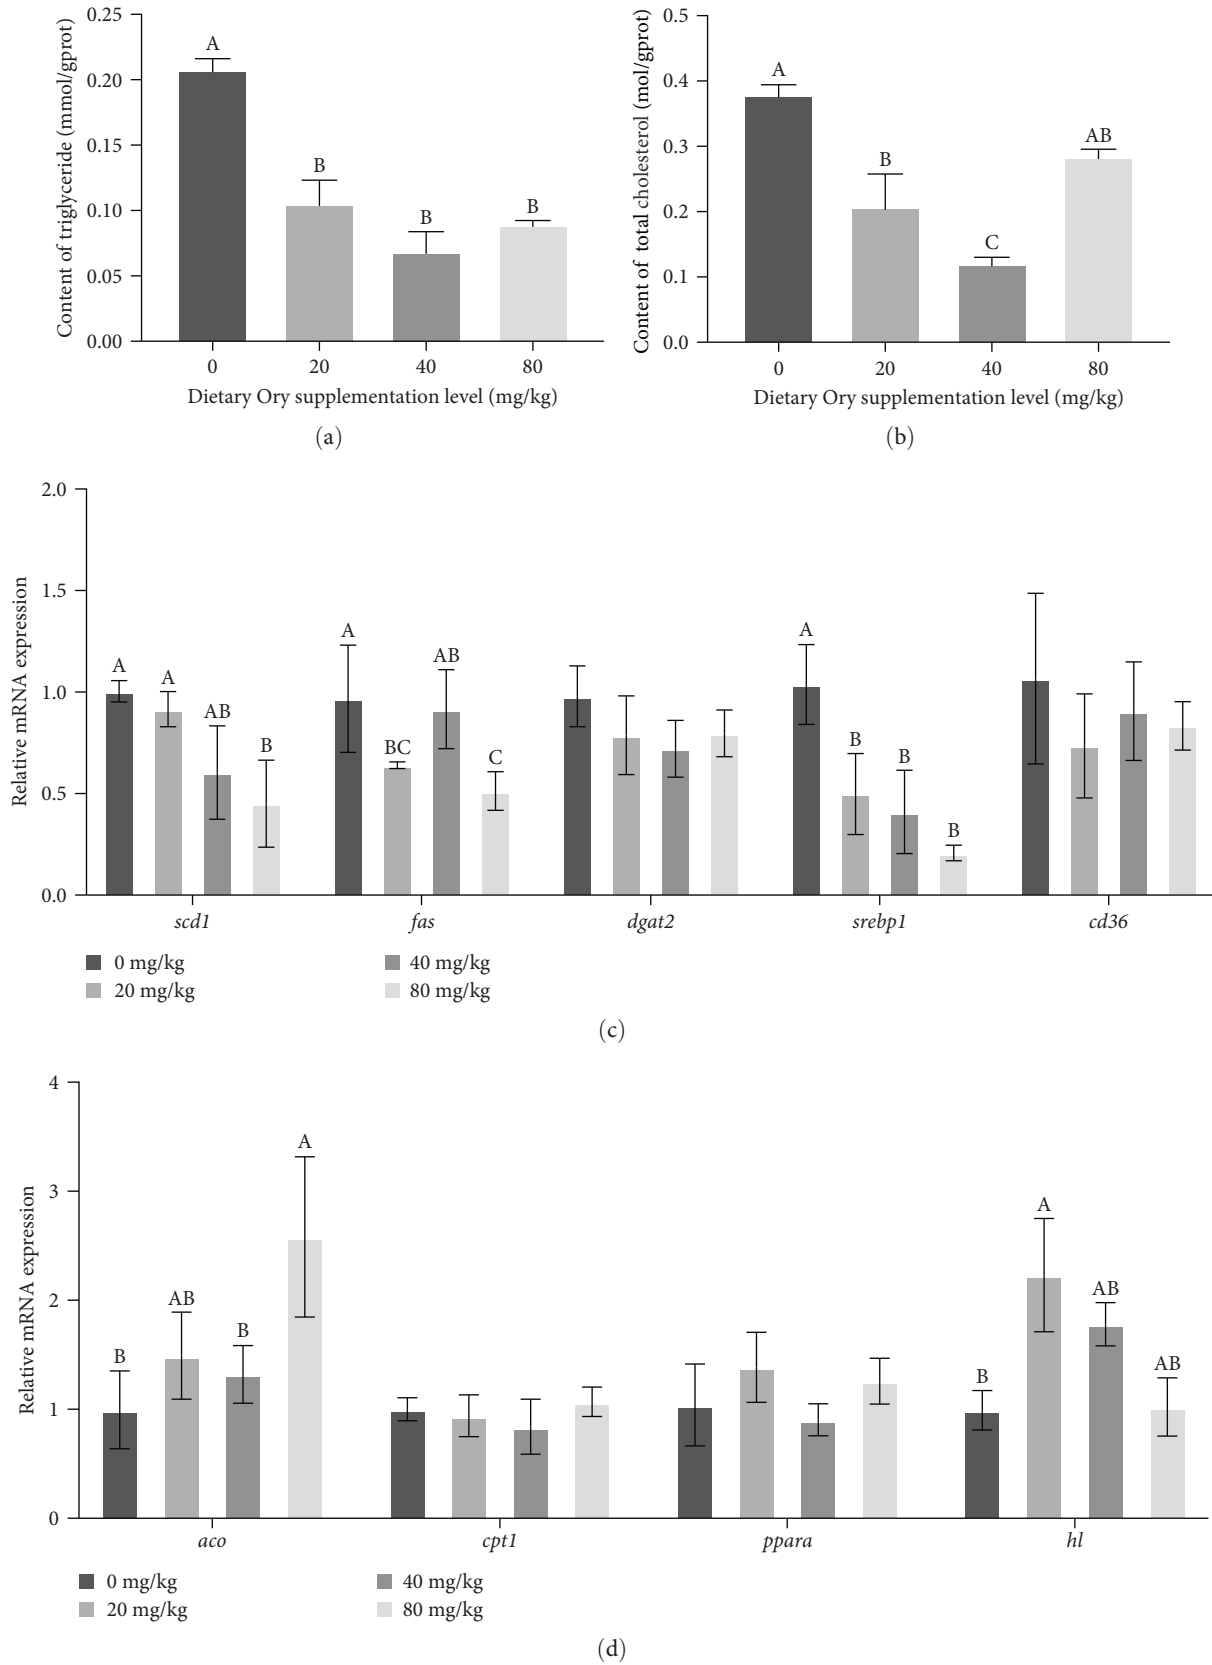 Content of triglyceride (mmol/gprot)
0.25
0.20
0.15
0.10
0.05
0.00
A
B
B
B
0 20 40 80
Dietary Ory supplementation level (mg/kg)
(a)
Content of total cholesterol (mol/gprot)
0.5
0.4
0.3
0.2
0.1
0.0
A
B
C
AB
0 20 40 80
Dietary Ory supplementation level (mg/kg)
(b)
Relative mRNA expression
2.0
1.5
1.0
0.5
0.0
A A AB B
A BC AB C
A B B B
scd1 fas dgat2 srebp1 cd36
0 mg/kg
20 mg/kg
40 mg/kg
80 mg/kg
(c)
Relative mRNA expression
4
3
2
1
0
B AB B A
B A AB AB
aco cpt1 ppara hl
0 mg/kg
20 mg/kg
40 mg/kg
80 mg/kg
(d)